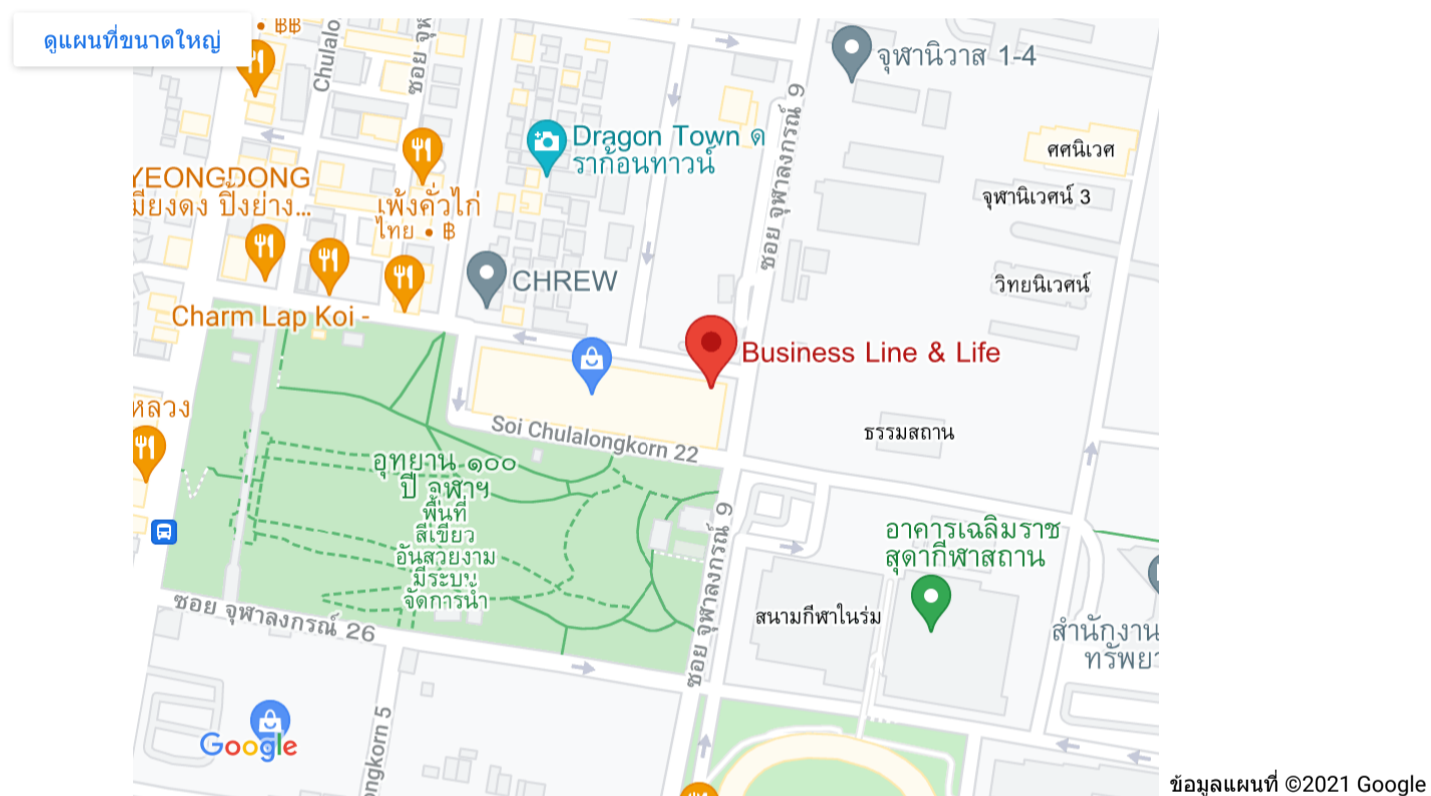 ดูแผนที่ขนาดใหญ่
• ฿฿
Chulalo
ซอย จุฬ
จุฬานิวาส 1-4
ซอย จุฬาลงกรณ์ 9
Dragon Town ด
ราก้อนทาวน์
ศศนิเวศ
YEONGDONG
มียงดง ปิ้งย่าง...
เพ้งคั่วไก่
ไทย • ฿
จุฬานิเวศน์ 3
CHREW
วิทยนิเวศน์
Charm Lap Koi -
Business Line & Life
หลวง
Soi Chulalongkorn 22
ธรรมสถาน
อุทยาน ๑๐๐
ปี จุฬาฯ
พื้นที่
สีเขียว
อันสวยงาม
มีระบบ
จัดการน้ำ
ซอย จุฬาลงกรณ์ 9
อาคารเฉลิมราช
สุดากีฬาสถาน
ซอย จุฬาลงกรณ์ 26
สนามกีฬาในร่ม
สำนักงาน
ทรัพย
ongkorn 5
Google
ข้อมูลแผนที่ ©2021 Google